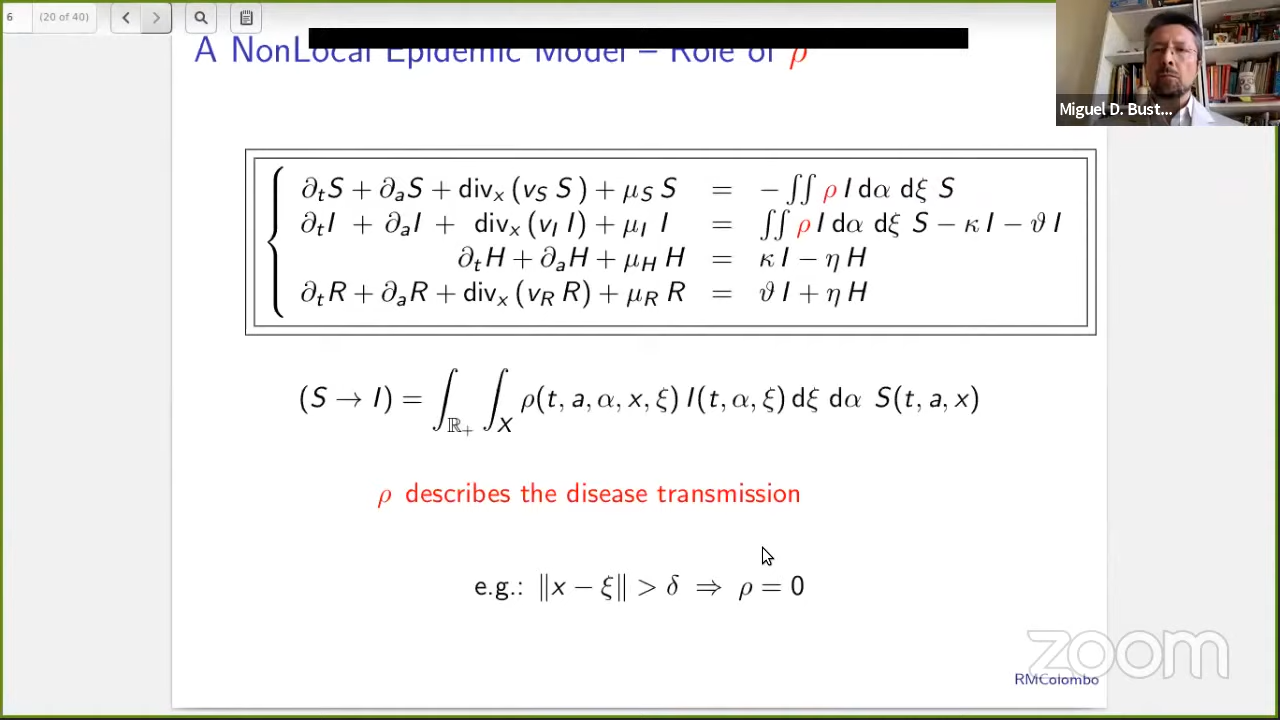 6 (20 of 40)
A NonLocal Epidemic Model – Role of ρ
Miguel D. Bust...
∂ₜS + ∂ₐS + divₓ (v_S S) + μ_S S = − ∬ ρ I dα dξ S
∂ₜI + ∂ₐI + divₓ (v_I I) + μ_I I = ∬ ρ I dα dξ S − κ I − ϑ I
∂ₜH + ∂ₐH + μ_H H = κ I − η H
∂ₜR + ∂ₐR + divₓ (v_R R) + μ_R R = ϑ I + η H
(S → I) = ∫_{ℝ₊} ∫_X ρ(t, a, α, x, ξ) I(t, α, ξ) dξ dα S(t, a, x)
ρ describes the disease transmission
e.g.: ‖x − ξ‖ > δ ⇒ ρ = 0
zoom
RMColombo